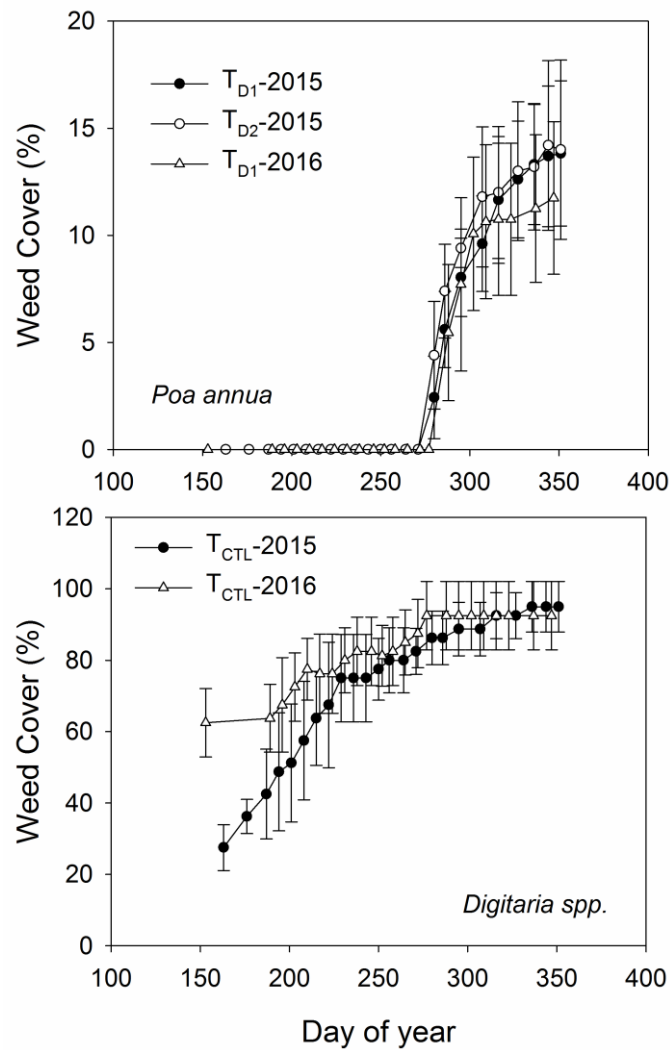 20
T_D1-2015
T_D2-2015
T_D1-2016
15
10
5
Poa annua
0
100 150 200 250 300 350 400
Weed Cover (%)
120
T_CTL-2015
T_CTL-2016
100
80
60
40
20
Digitaria spp.
0
100 150 200 250 300 350 400
Weed Cover (%)
Day of year